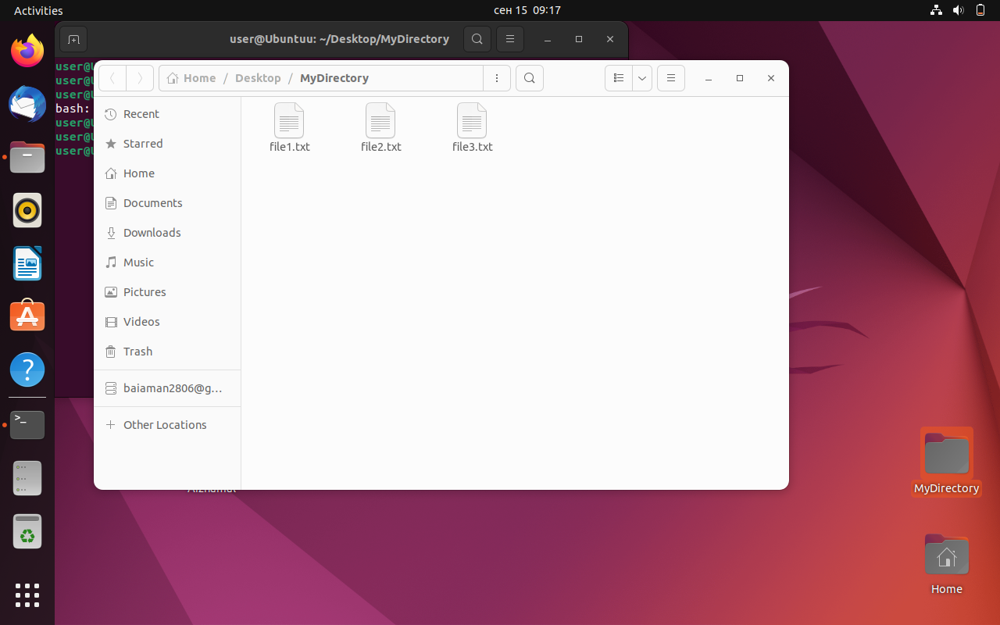 Activities
сен 15 09:17
user@Ubuntuu: ~/Desktop/MyDirectory
user@U
user@U
user@U
bash:
user@U
user@U
user@U
Home / Desktop / MyDirectory
Recent
Starred
Home
Documents
Downloads
Music
Pictures
Videos
Trash
baiaman2806@g…
Other Locations
file1.txt
file2.txt
file3.txt
>_
?
MyDirectory
Home